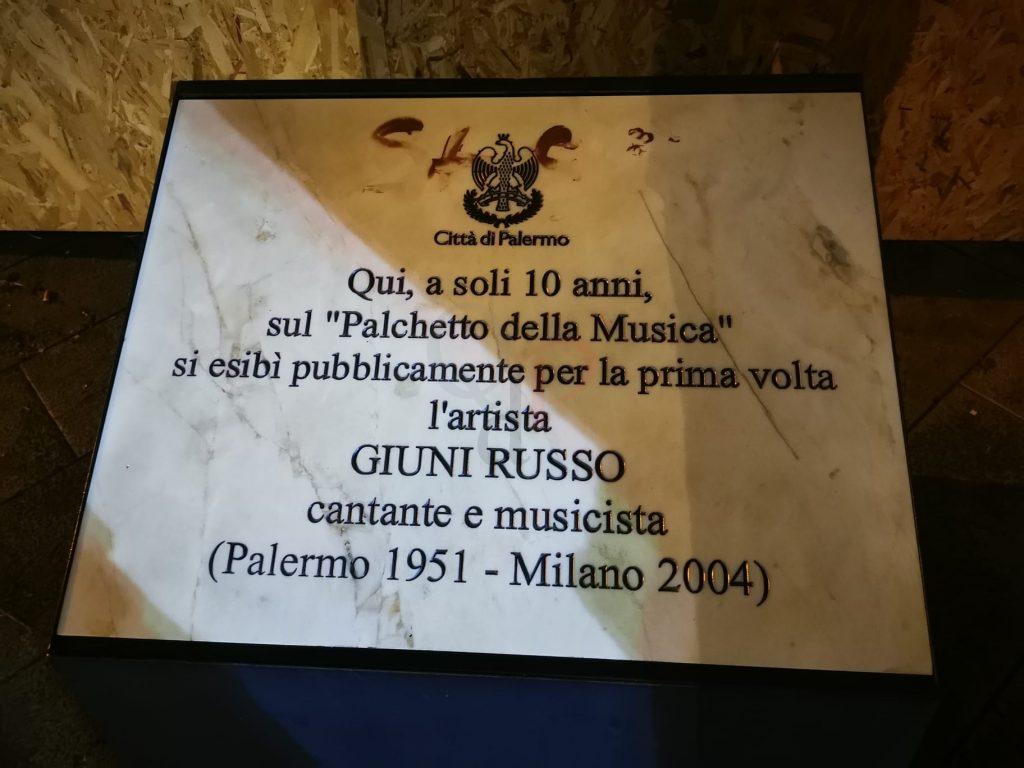 Città di Palermo
Qui, a soli 10 anni,
sul "Palchetto della Musica"
si esibì pubblicamente per la prima volta
l'artista
GIUNI RUSSO
cantante e musicista
(Palermo 1951 - Milano 2004)